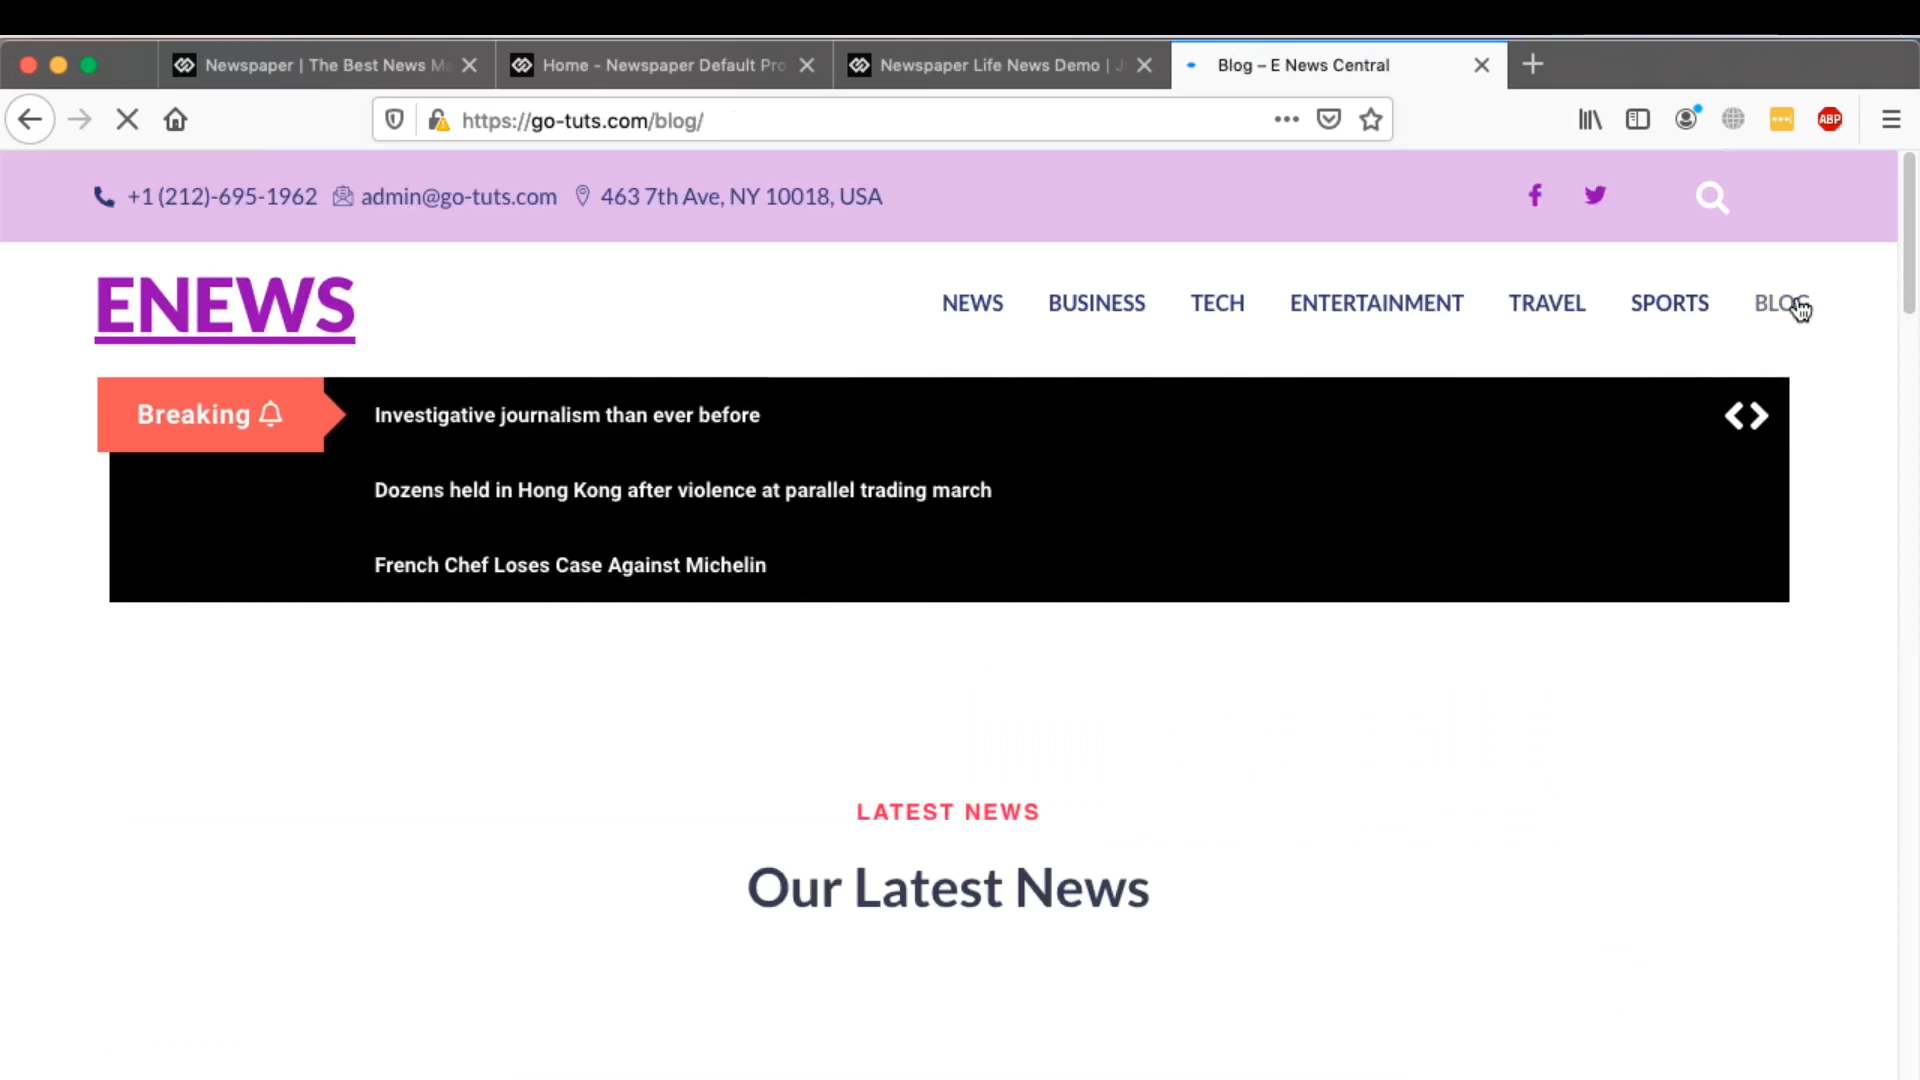 Newspaper | The Best News M
Home - Newspaper Default Pro
Newspaper Life News Demo |
Blog – E News Central
https://go-tuts.com/blog/
ABP
+1 (212)-695-1962 admin@go-tuts.com 463 7th Ave, NY 10018, USA
ENEWS
NEWS BUSINESS TECH ENTERTAINMENT TRAVEL SPORTS BLOG
Breaking
Investigative journalism than ever before
Dozens held in Hong Kong after violence at parallel trading march
French Chef Loses Case Against Michelin
LATEST NEWS
Our Latest News